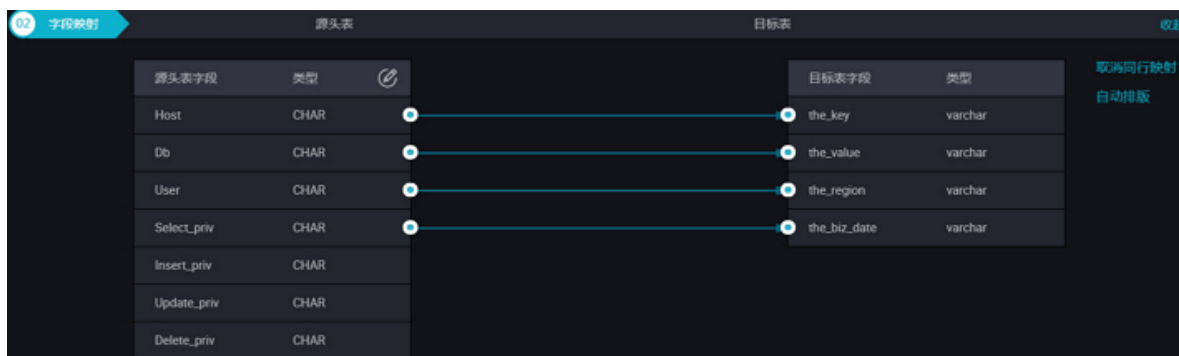 02 字段映射 源头表 目标表 收起
源头表字段 类型 目标表字段 类型 取消同行映射
自动排版
Host CHAR the_key varchar
Db CHAR the_value varchar
User CHAR the_region varchar
Select_priv CHAR the_biz_date varchar
Insert_priv CHAR
Update_priv CHAR
Delete_priv CHAR